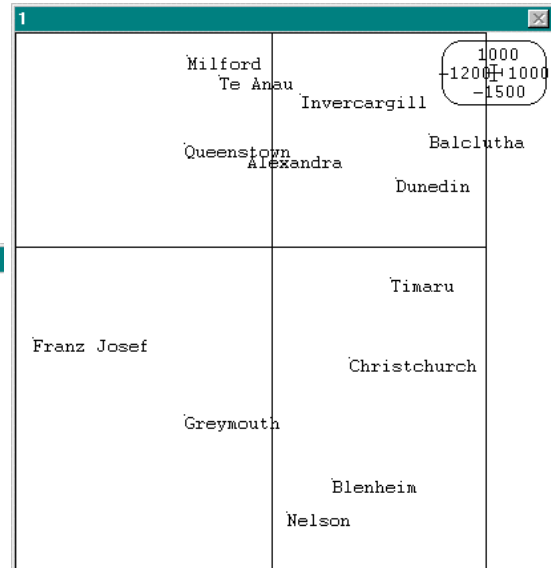 1
1000
-1200 1000
-1500
Milford
Te Anau
Invercargill
Balclutha
Queenstown
Alexandra
Dunedin
Timaru
Franz Josef
Christchurch
Greymouth
Blenheim
Nelson